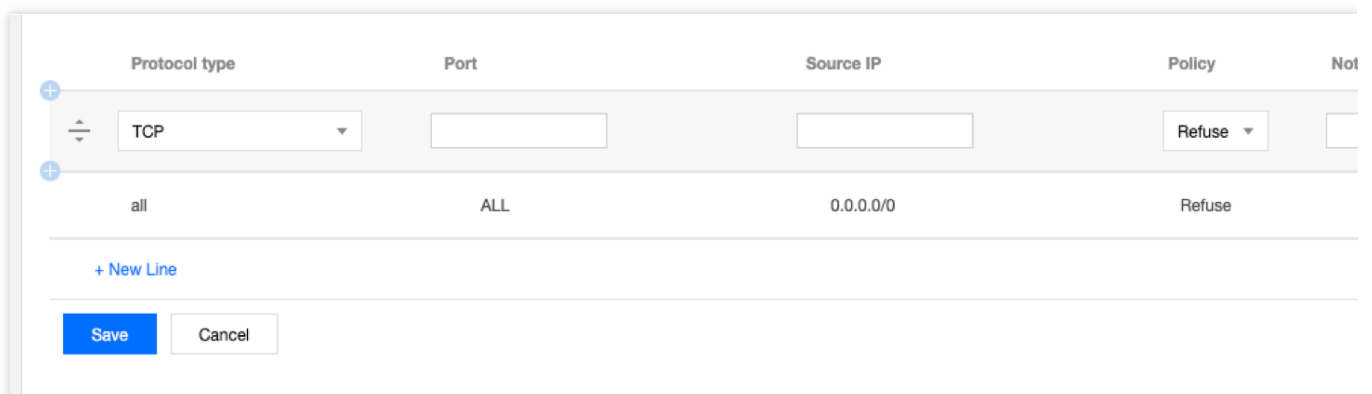 Protocol type Port Source IP Policy Not
TCP Refuse
all ALL 0.0.0.0/0 Refuse
+ New Line
Save Cancel